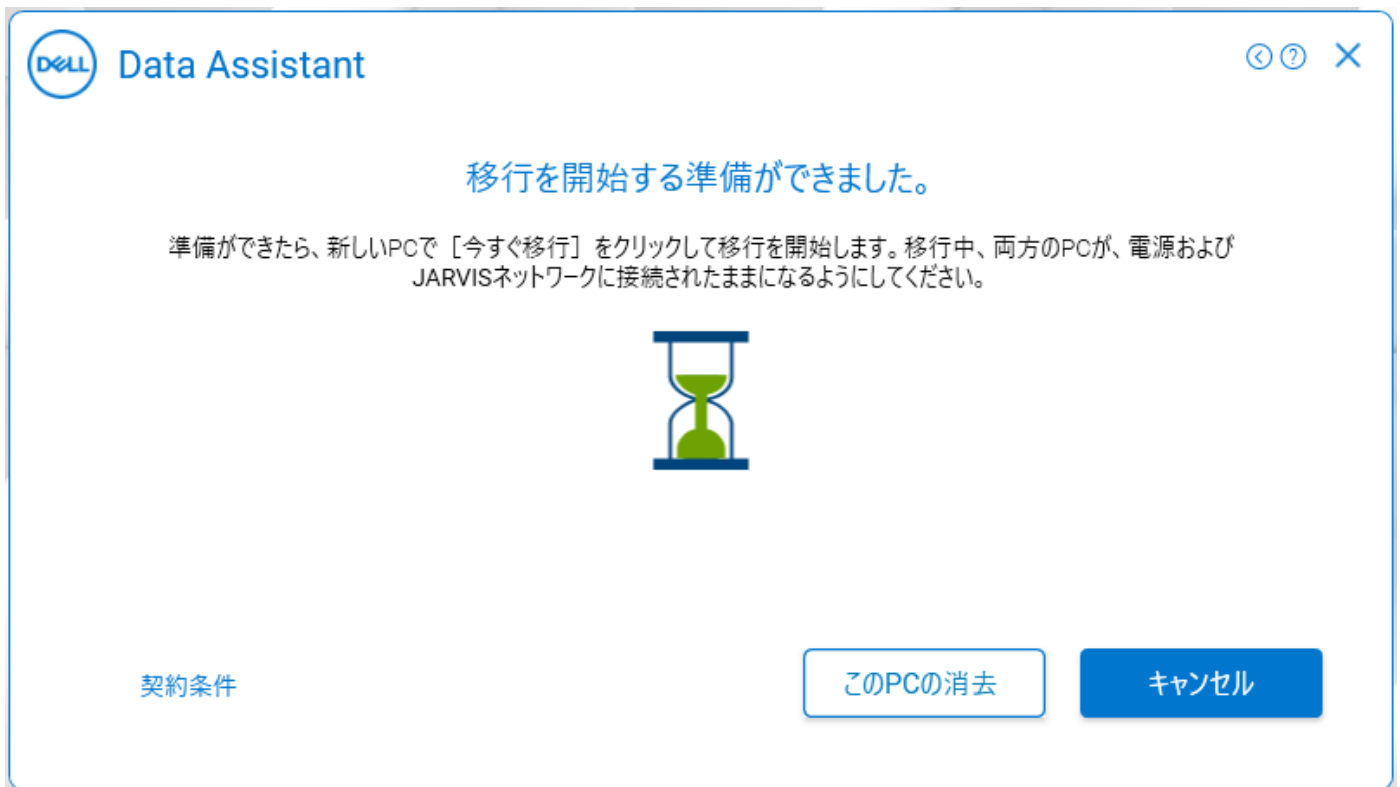 DELL
Data Assistant
移行を開始する準備ができました。
準備ができたら、新しいPCで［今すぐ移行］をクリックして移行を開始します。移行中、両方のPCが、電源および
JARVISネットワークに接続されたままになるようにしてください。
契約条件
このPCの消去
キャンセル